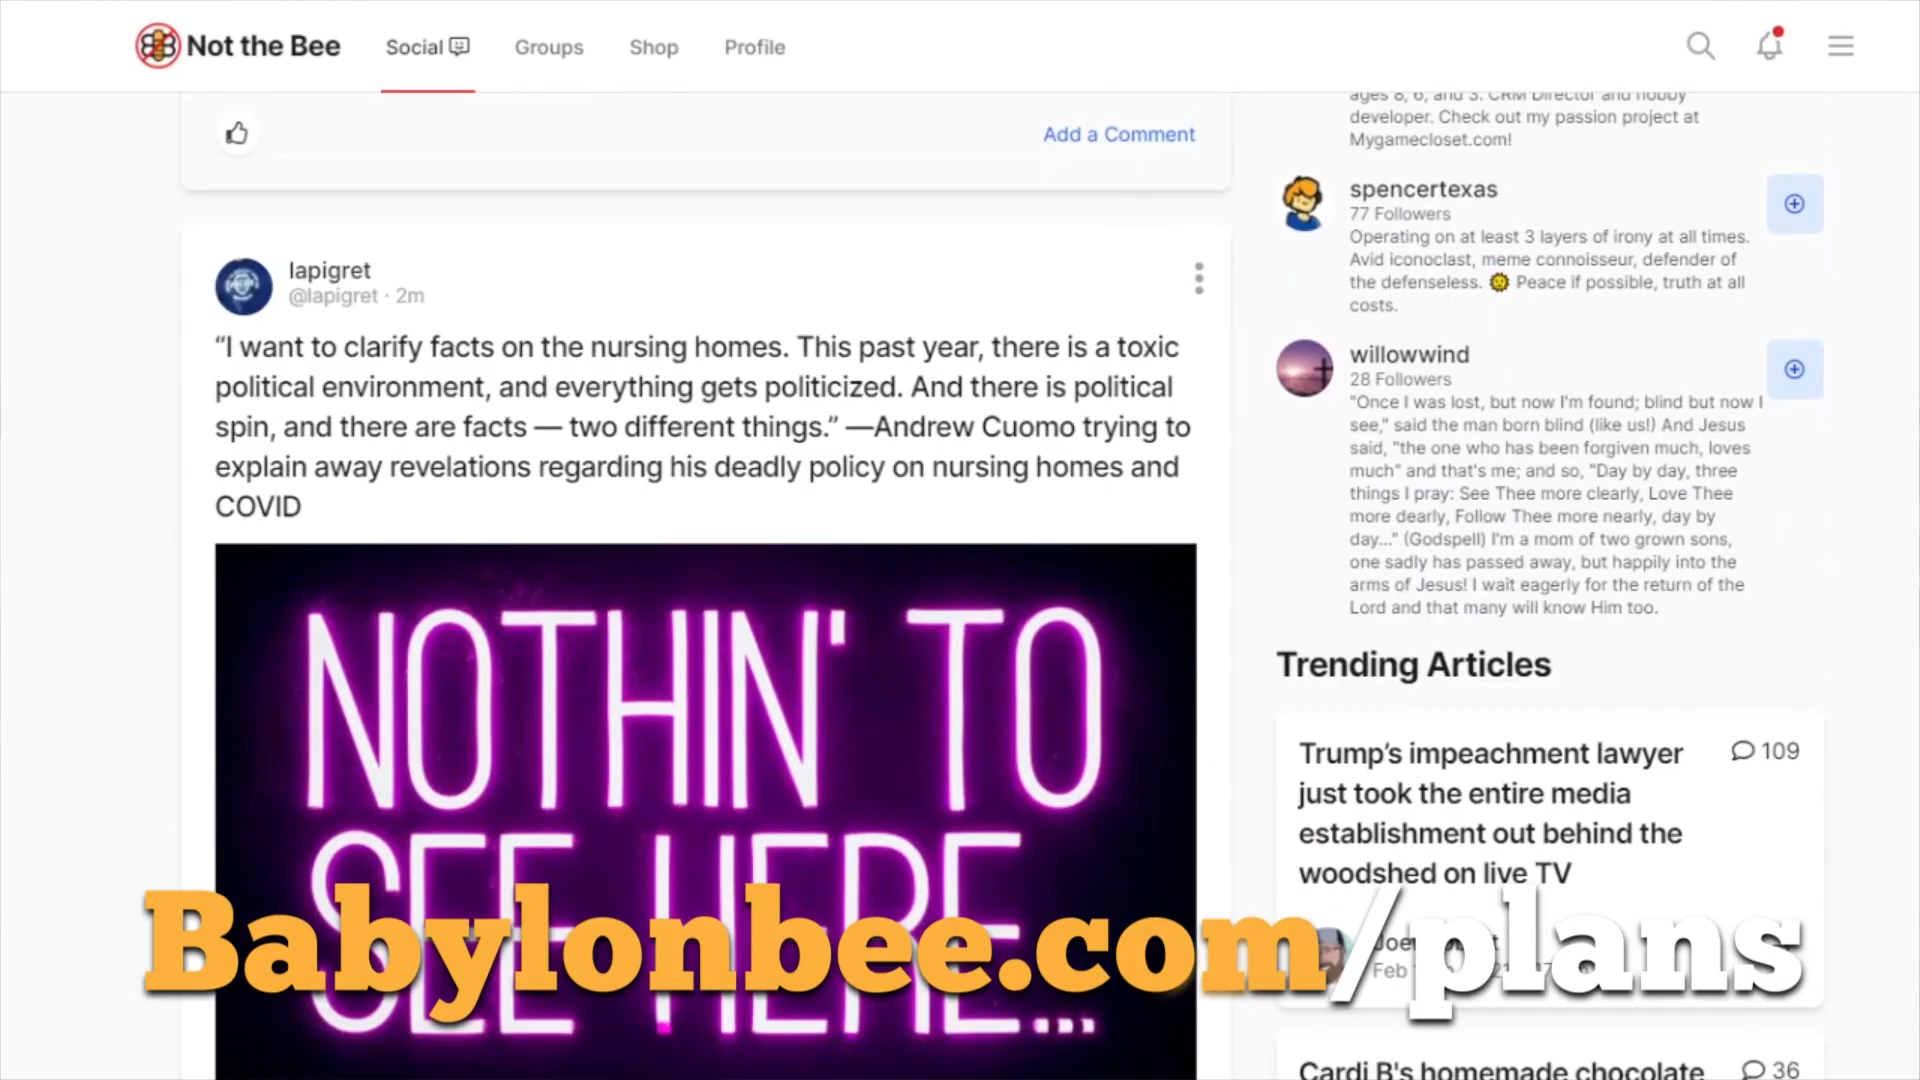 Not the Bee
Social
Groups
Shop
Profile
Add a Comment
lapigret
@lapigret · 2m
“I want to clarify facts on the nursing homes. This past year, there is a toxic
political environment, and everything gets politicized. And there is political
spin, and there are facts — two different things.” —Andrew Cuomo trying to
explain away revelations regarding his deadly policy on nursing homes and
COVID
NOTHIN' TO
SEE HERE...
Babylonbee.com/plans
ages 8, 6, and 3. CRM Director and hobby
developer. Check out my passion project at
Mygamecloset.com!
spencertexas
77 Followers
Operating on at least 3 layers of irony at all times.
Avid iconoclast, meme connoisseur, defender of
the defenseless. 🌞 Peace if possible, truth at all
costs.
willowwind
28 Followers
"Once I was lost, but now I'm found; blind but now I
see," said the man born blind (like us!) And Jesus
said, "the one who has been forgiven much, loves
much" and that's me; and so, "Day by day, three
things I pray: See Thee more clearly, Love Thee
more dearly, Follow Thee more nearly, day by
day..." (Godspell) I'm a mom of two grown sons,
one sadly has passed away, but happily into the
arms of Jesus! I wait eagerly for the return of the
Lord and that many will know Him too.
Trending Articles
Trump’s impeachment lawyer
just took the entire media
establishment out behind the
woodshed on live TV
109
Feb
Cardi B's homemade chocolate
36